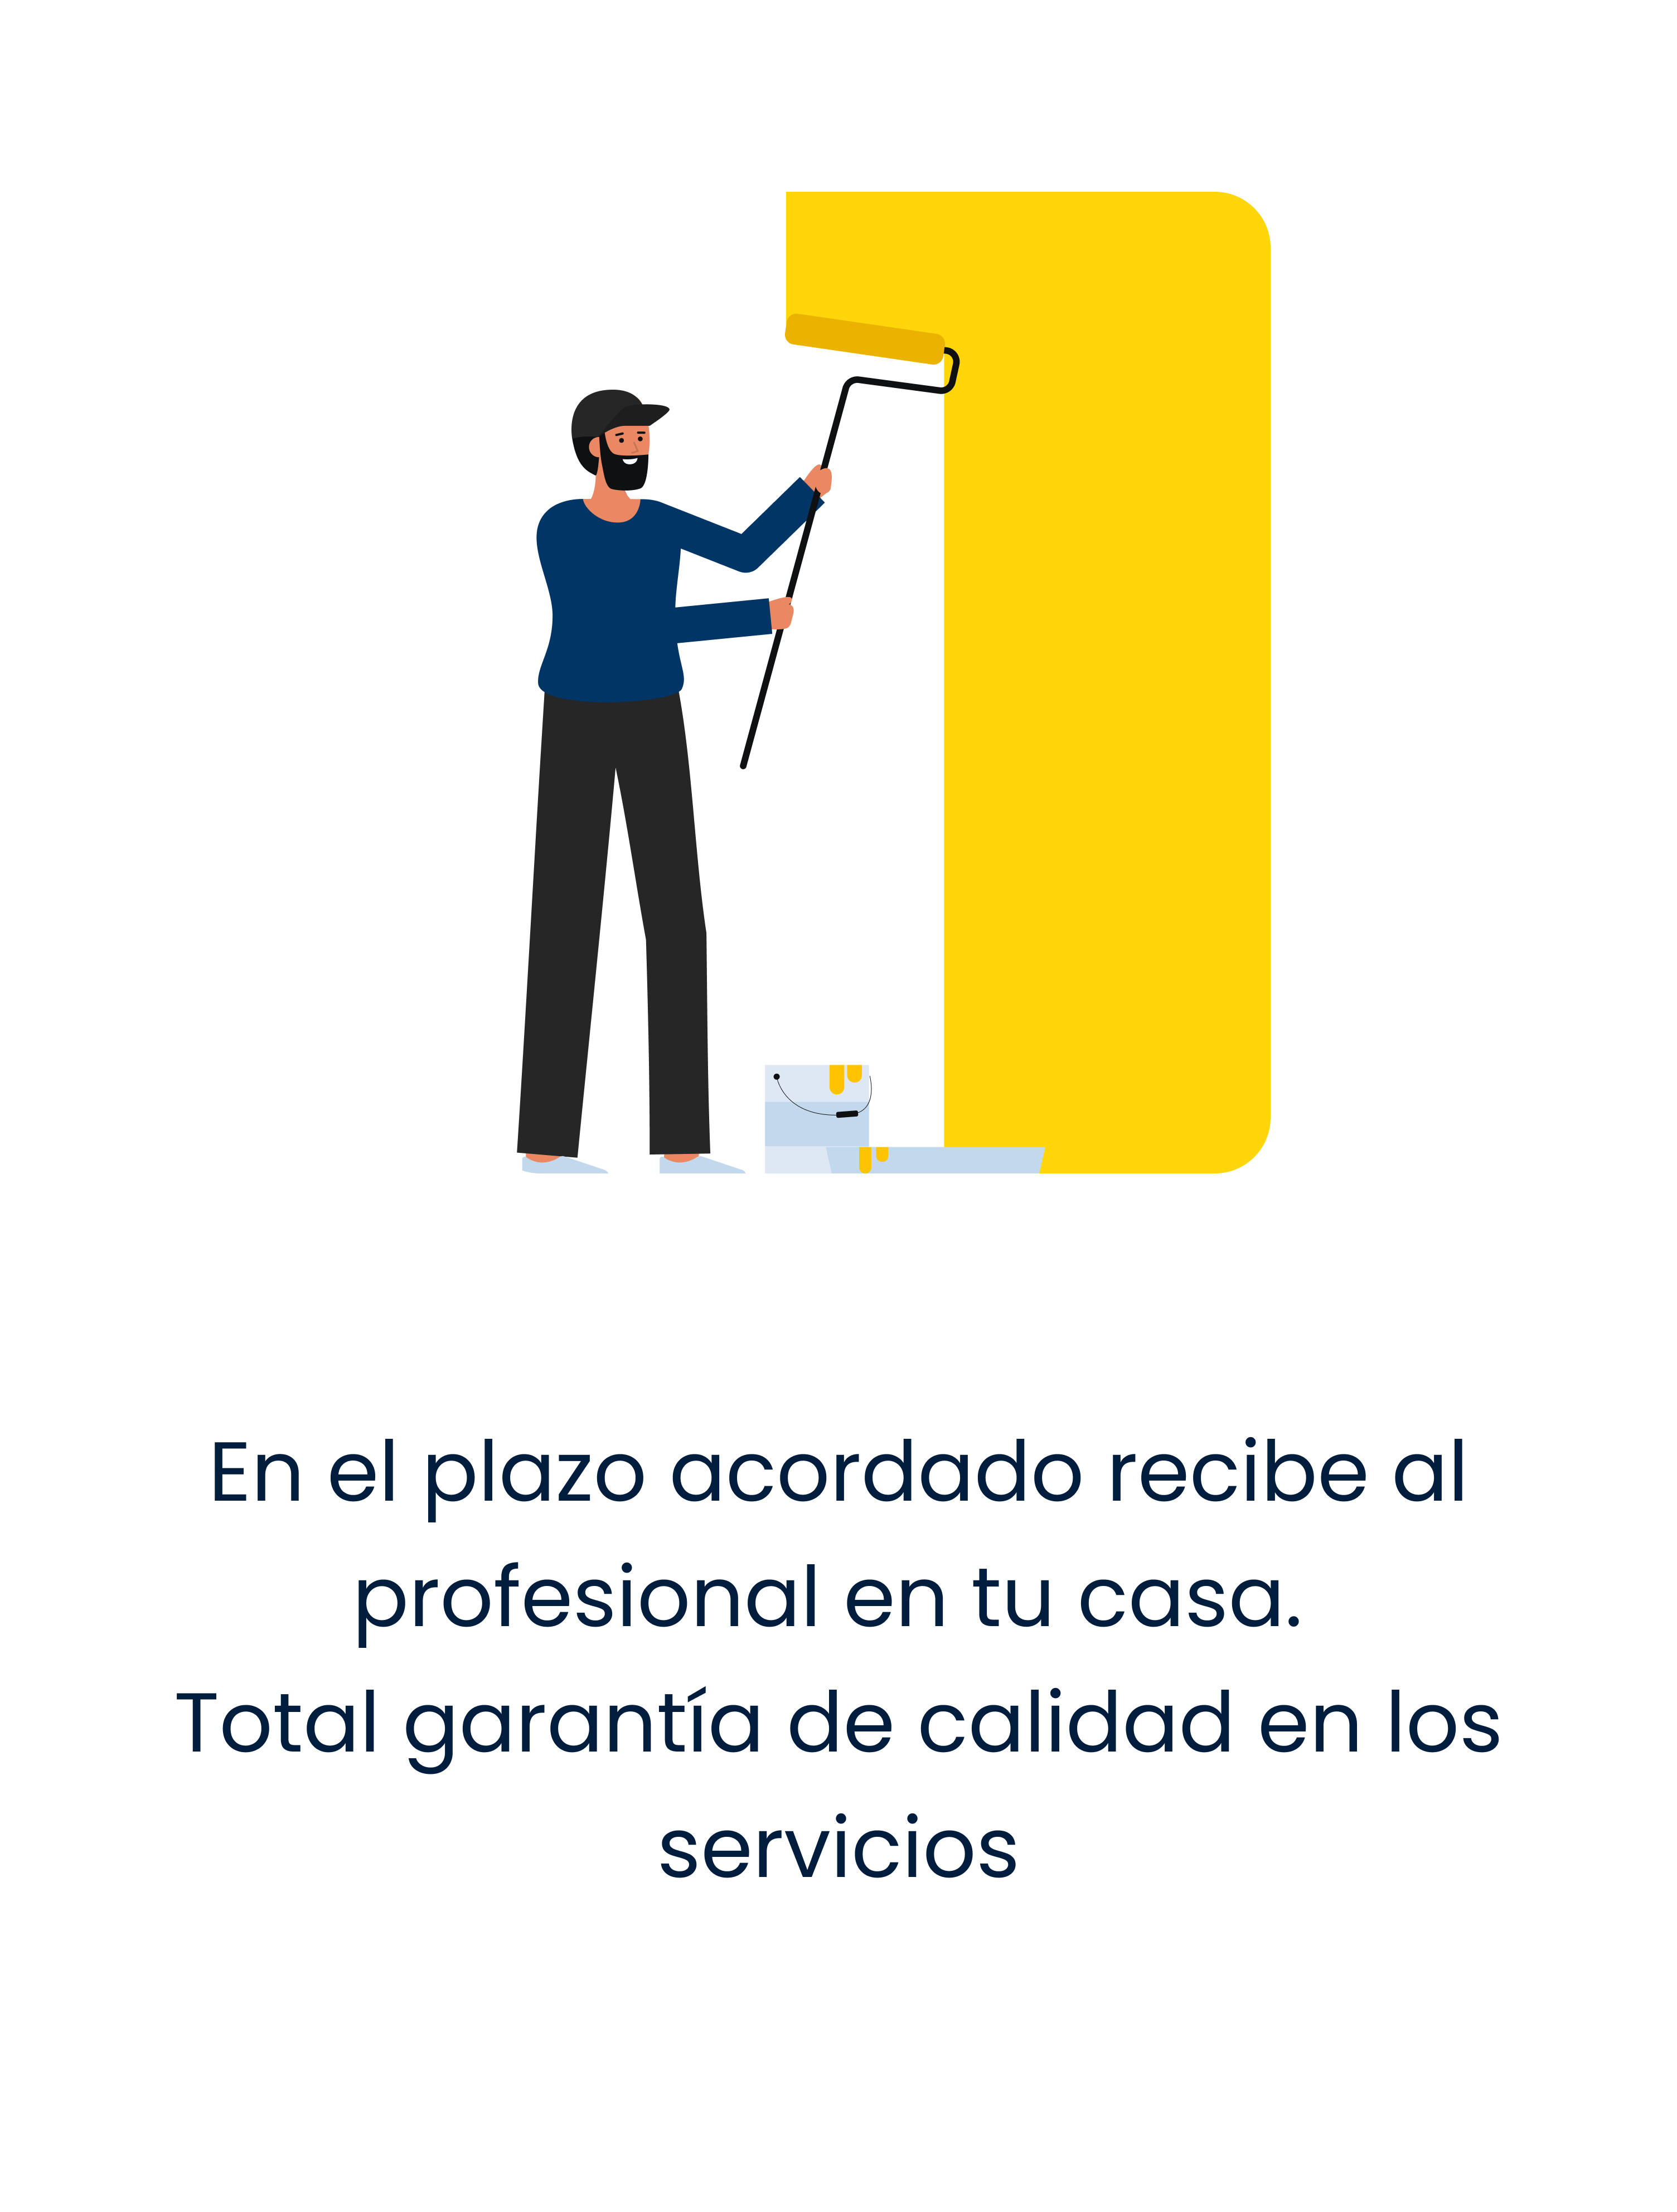 En el plazo acordado recibe al
profesional en tu casa.
Total garantía de calidad en los
servicios